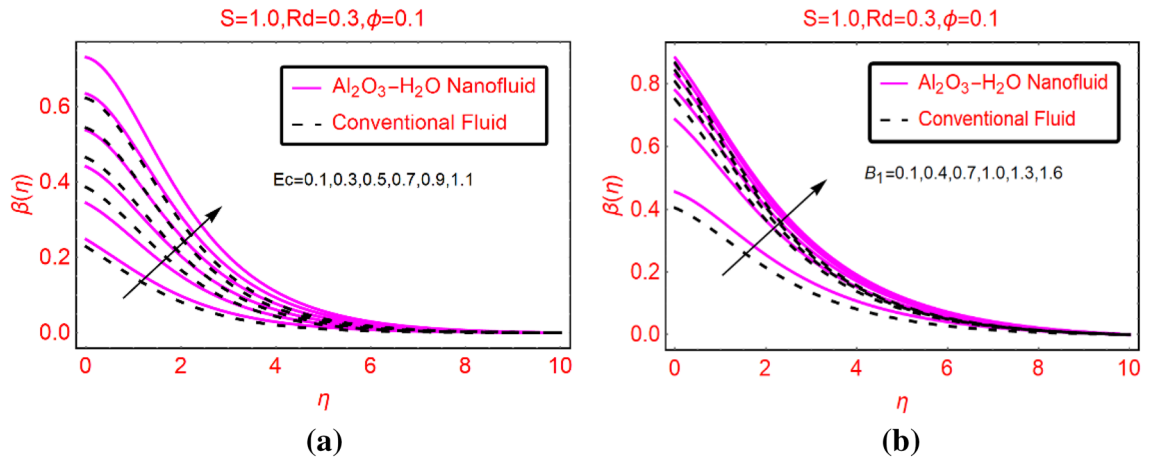 S=1.0,Rd=0.3,ϕ=0.1
Al₂O₃–H₂O Nanofluid
Conventional Fluid
Ec=0.1,0.3,0.5,0.7,0.9,1.1
β(η)
0.6
0.4
0.2
0.0
0 2 4 6 8 10
η
(a)
S=1.0,Rd=0.3,ϕ=0.1
Al₂O₃–H₂O Nanofluid
Conventional Fluid
B₁=0.1,0.4,0.7,1.0,1.3,1.6
β(η)
0.8
0.6
0.4
0.2
0.0
0 2 4 6 8 10
η
(b)